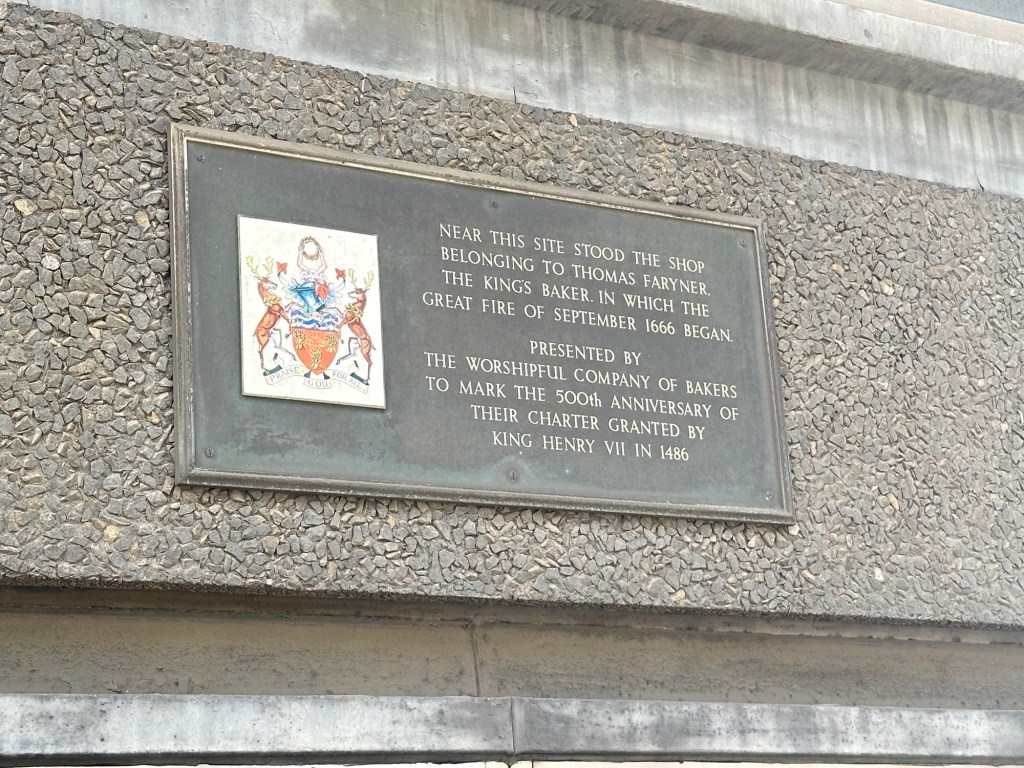 NEAR THIS SITE STOOD THE SHOP
BELONGING TO THOMAS FARYNER,
THE KING'S BAKER, IN WHICH THE
GREAT FIRE OF SEPTEMBER 1666 BEGAN.
PRESENTED BY
THE WORSHIPFUL COMPANY OF BAKERS
TO MARK THE 500th ANNIVERSARY OF
THEIR CHARTER GRANTED BY
KING HENRY VII IN 1486
PRAISE GOD FOR ALL